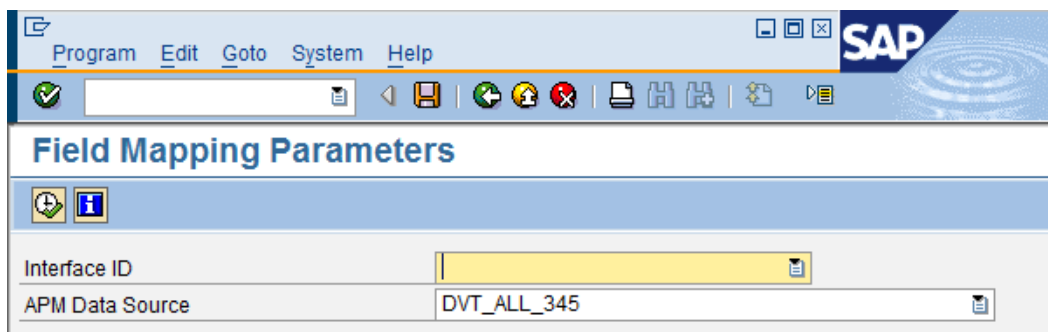 Program Edit Goto System Help
SAP
Field Mapping Parameters
Interface ID
APM Data Source DVT_ALL_345